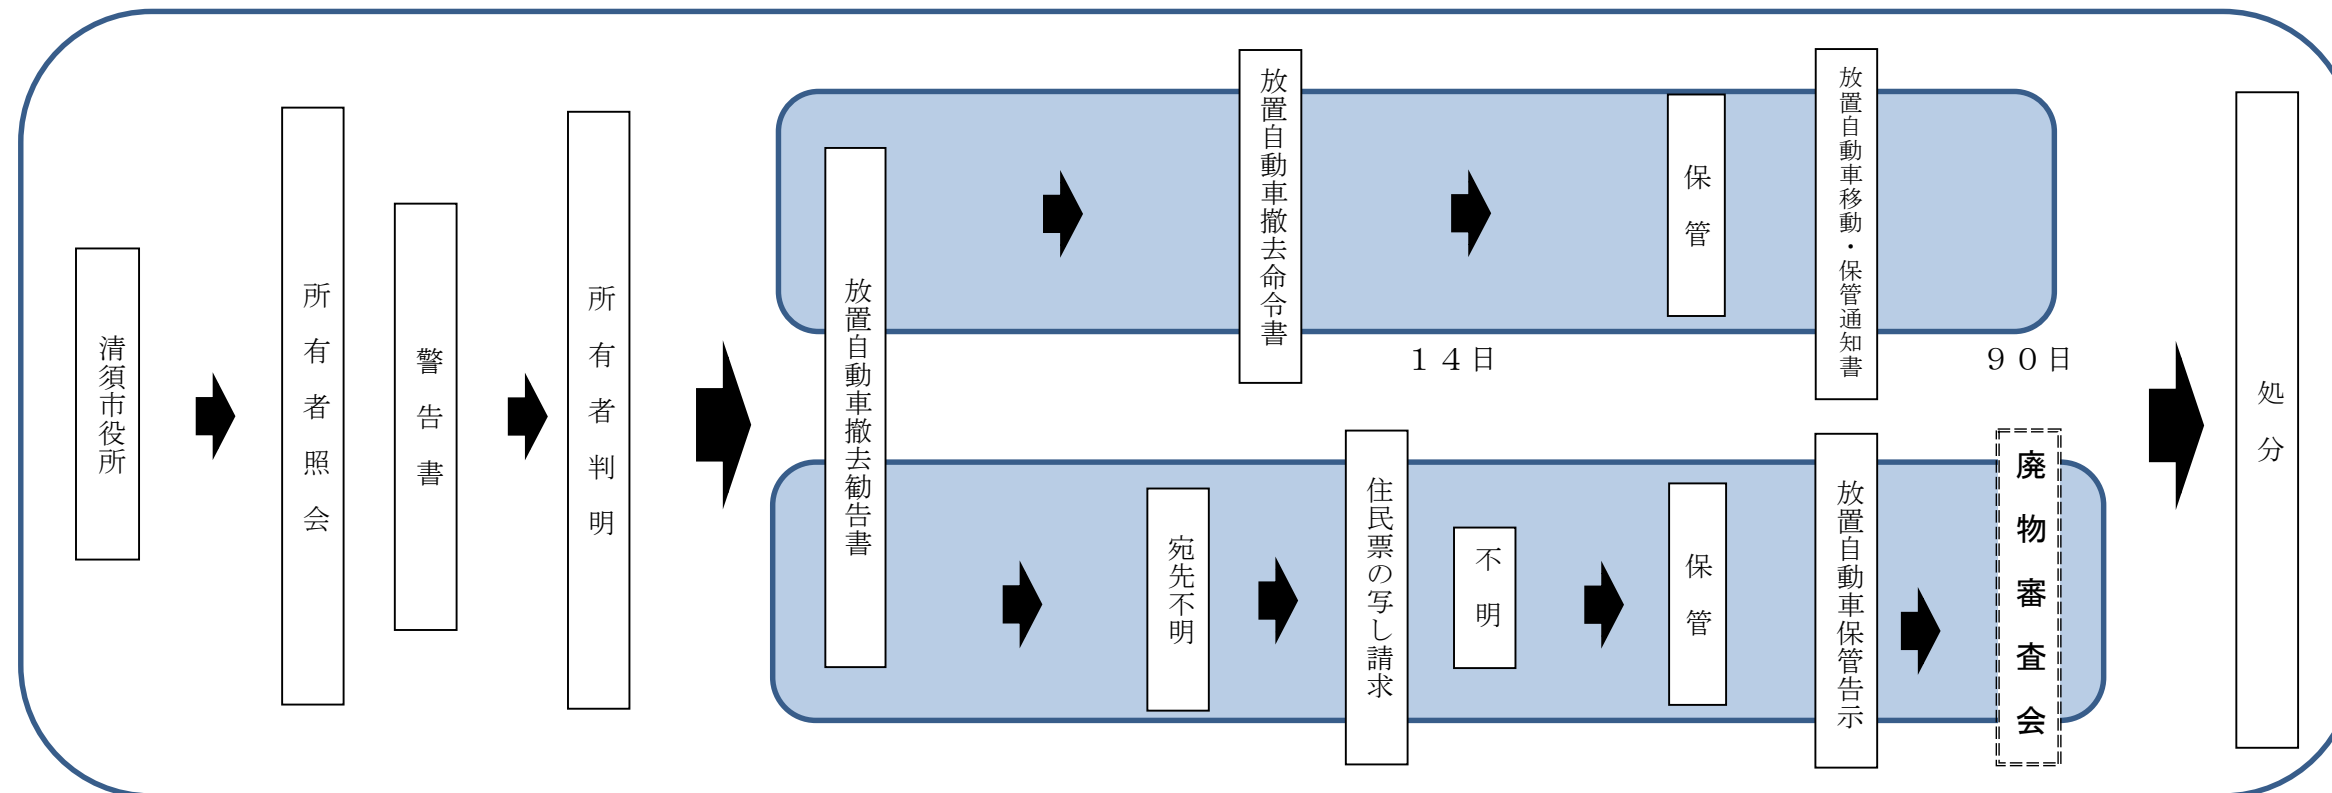 清須市役所
所有者照会
警告書
所有者判明
放置自動車撤去勧告書
放置自動車撤去命令書
１４日
保管
放置自動車移動・保管通知書
９０日
宛先不明
住民票の写し請求
不明
保管
放置自動車保管告示
廃物審査会
処分